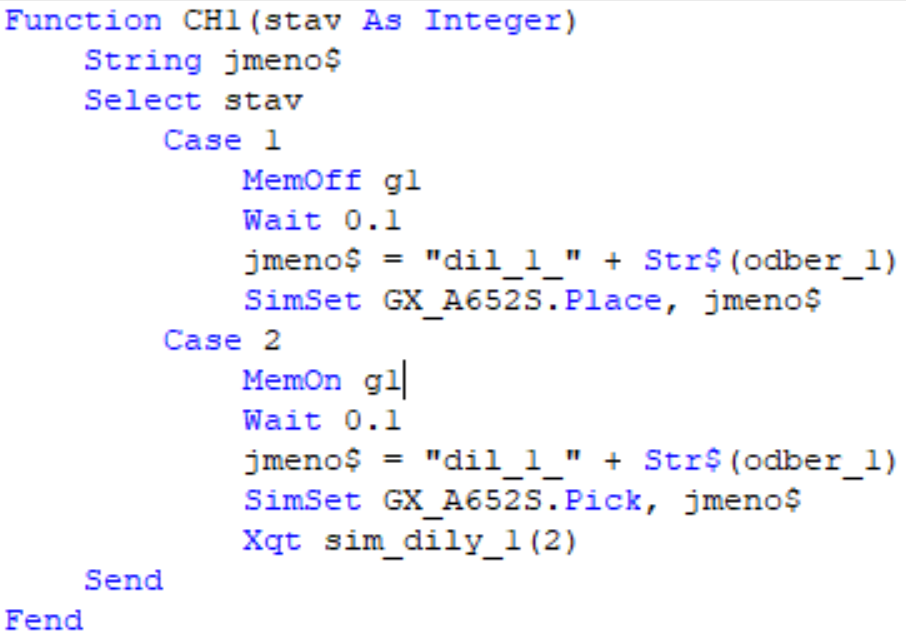 Function CH1(stav As Integer)
    String jmeno$
    Select stav
        Case 1
            MemOff g1
            Wait 0.1
            jmeno$ = "dil_1_" + Str$(odber_1)
            SimSet GX_A652S.Place, jmeno$
        Case 2
            MemOn g1
            Wait 0.1
            jmeno$ = "dil_1_" + Str$(odber_1)
            SimSet GX_A652S.Pick, jmeno$
            Xqt sim_dily_1(2)
    Send
Fend